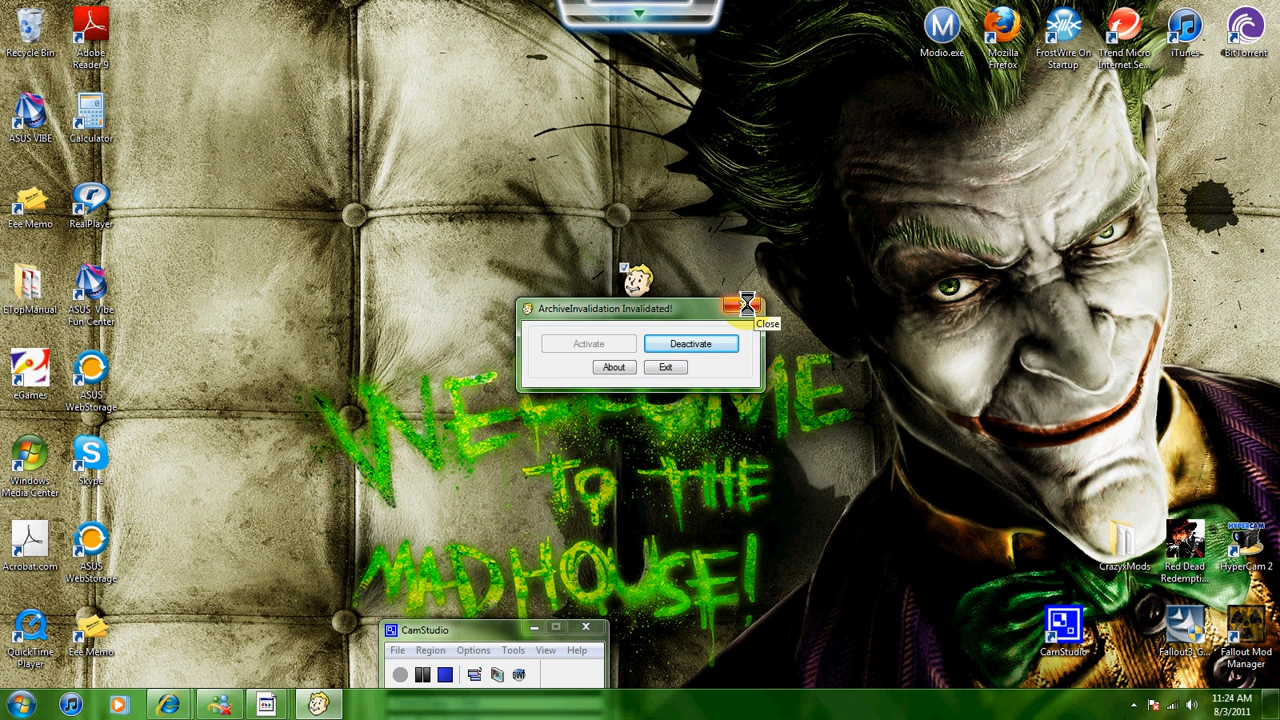 Recycle Bin
Adobe
Reader 9
ASUS VIBE
Calculator
Eee Memo
RealPlayer
ETopManual
ASUS Vibe
Fun Center
eGames
ASUS
WebStorage
Windows
Media Center
Skype
Acrobat.com
ASUS
WebStorage
QuickTime
Player
Eee Memo
Modio.exe
Mozilla
Firefox
FrostWire On
Startup
Trend Micro
Internet Se...
iTunes
BitTorrent
ArchiveInvalidation Invalidated!
Close
Activate
Deactivate
About
Exit
WELCOME
TO THE
MADHOUSE!
CrazyxMods
Red Dead
Redempti...
HYPERCAM
HyperCam 2
CamStudio
Fallout3_G...
Fallout Mod
Manager
CamStudio
File Region Options Tools View Help
11:24 AM
8/3/2011